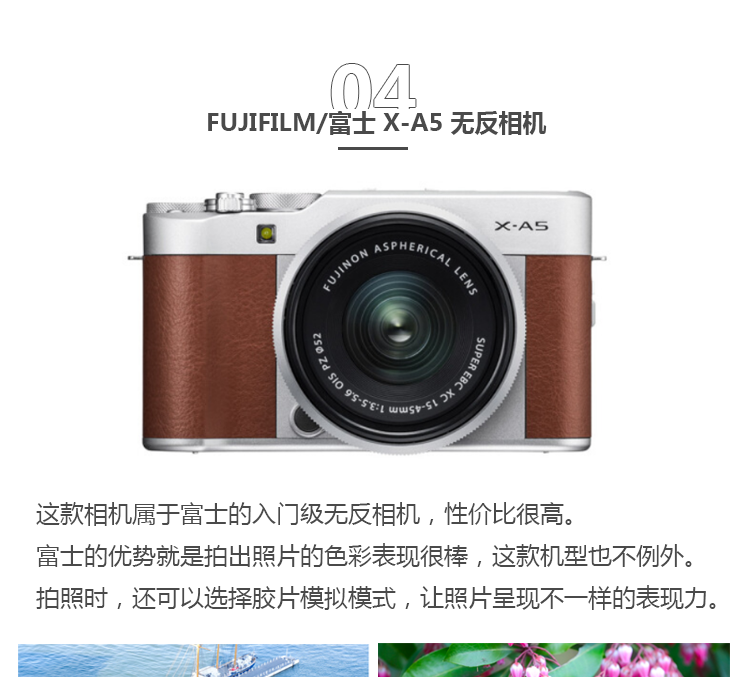 04
FUJIFILM/富士 X-A5 无反相机
X-A5
FUJINON ASPHERICAL LENS
SUPER EBC XC 15-45mm 1:3.5-5.6 OIS PZ ø52
这款相机属于富士的入门级无反相机，性价比很高。
富士的优势就是拍出照片的色彩表现很棒，这款机型也不例外。
拍照时，还可以选择胶片模拟模式，让照片呈现不一样的表现力。